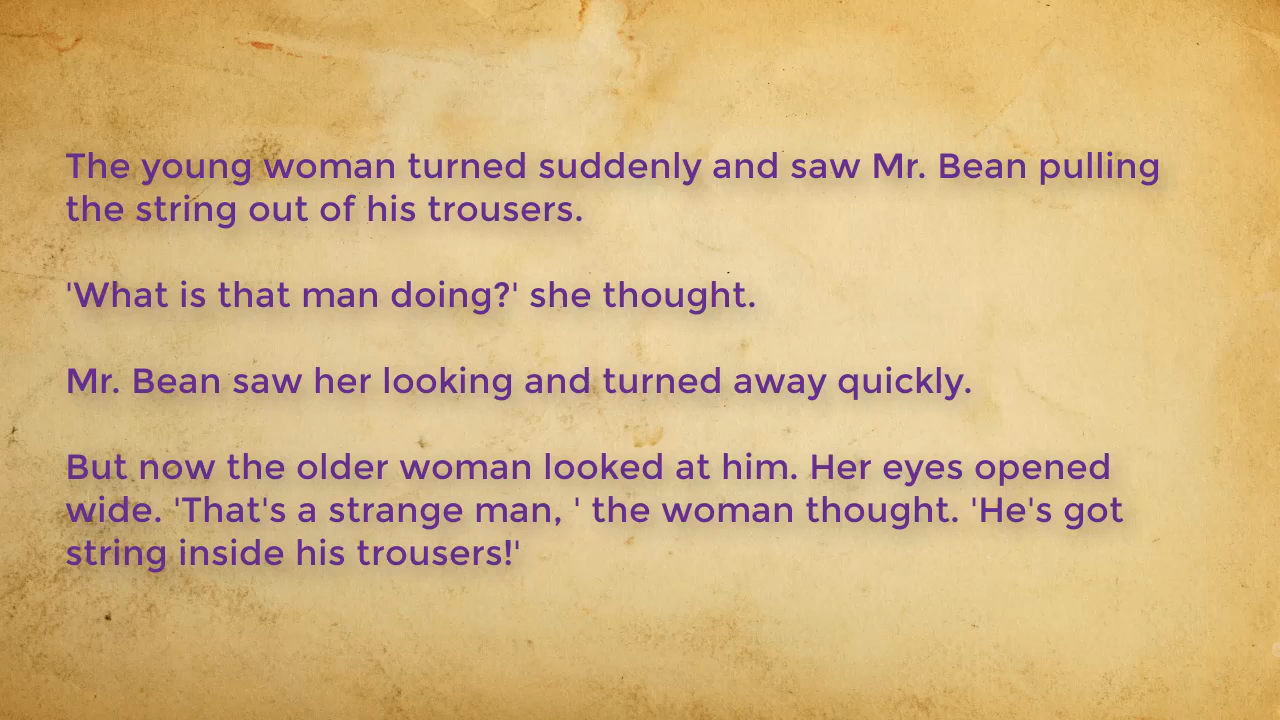 The young woman turned suddenly and saw Mr. Bean pulling
the string out of his trousers.
'What is that man doing?' she thought.
Mr. Bean saw her looking and turned away quickly.
But now the older woman looked at him. Her eyes opened
wide. 'That's a strange man, ' the woman thought. 'He's got
string inside his trousers!'